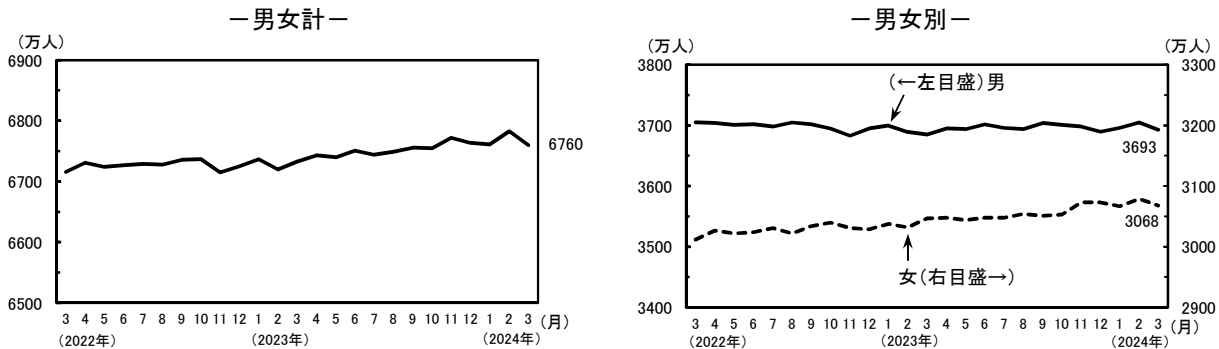 －男女計－
(万人)
6900
6800
6700
6600
6500
6760
3 4 5 6 7 8 9 10 11 12 1 2 3 4 5 6 7 8 9 10 11 12 1 2 3 (月)
(2022年) (2023年) (2024年)
－男女別－
(万人) (万人)
3800 3300
3700 3200
3600 3100
3500 3000
3400 2900
(←左目盛)男
3693
3068
女(右目盛→)
3 4 5 6 7 8 9 10 11 12 1 2 3 4 5 6 7 8 9 10 11 12 1 2 3 (月)
(2022年) (2023年) (2024年)